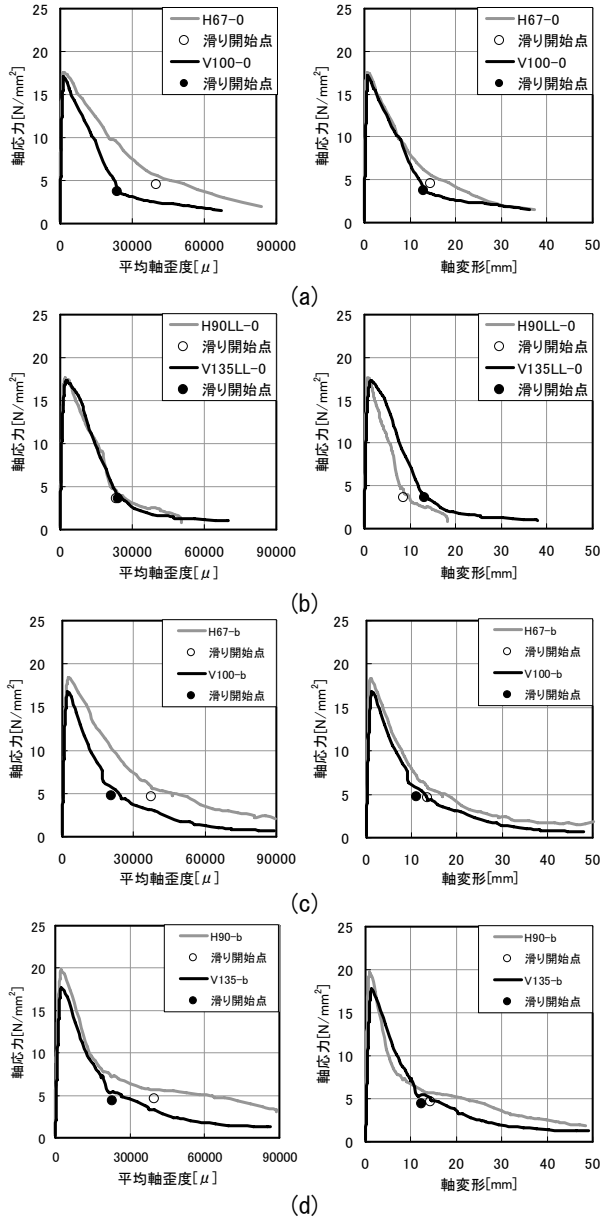 25
20
15
10
5
0
軸応力[N/mm²]
H67-0
滑り開始点
V100-0
滑り開始点
0 30000 60000 90000
平均軸歪度[μ]
25
20
15
10
5
0
軸応力[N/mm²]
H67-0
滑り開始点
V100-0
滑り開始点
0 10 20 30 40 50
軸変形[mm]
(a)
25
20
15
10
5
0
軸応力[N/mm²]
H90LL-0
滑り開始点
V135LL-0
滑り開始点
0 30000 60000 90000
平均軸歪度[μ]
25
20
15
10
5
0
軸応力[N/mm²]
H90LL-0
滑り開始点
V135LL-0
滑り開始点
0 10 20 30 40 50
軸変形[mm]
(b)
25
20
15
10
5
0
軸応力[N/mm²]
H67-b
滑り開始点
V100-b
滑り開始点
0 30000 60000 90000
平均軸歪度[μ]
25
20
15
10
5
0
軸応力[N/mm²]
H67-b
滑り開始点
V100-b
滑り開始点
0 10 20 30 40 50
軸変形[mm]
(c)
25
20
15
10
5
0
軸応力[N/mm²]
H90-b
滑り開始点
V135-b
滑り開始点
0 30000 60000 90000
平均軸歪度[μ]
25
20
15
10
5
0
軸応力[N/mm²]
H90-b
滑り開始点
V135-b
滑り開始点
0 10 20 30 40 50
軸変形[mm]
(d)